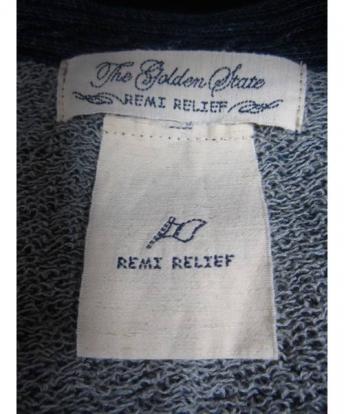 The Golden State
REMI RELIEF
REMI RELIEF